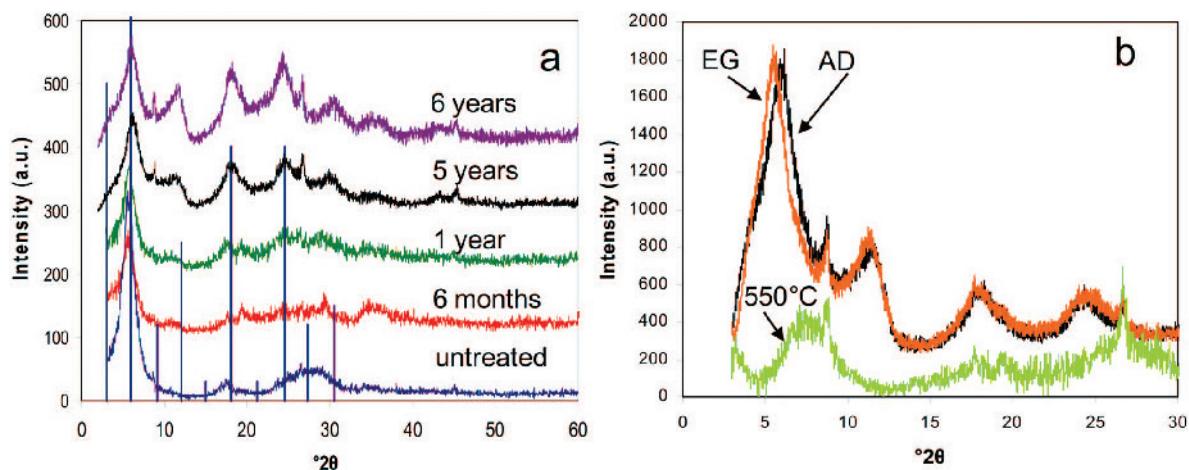 600
500
400
300
200
100
0
Intensity (a.u.)
a
6 years
5 years
1 year
6 months
untreated
0 10 20 30 40 50 60
°2θ
2000
1800
1600
1400
1200
1000
800
600
400
200
0
Intensity (a.u.)
b
EG
AD
550°C
0 5 10 15 20 25 30
°2θ